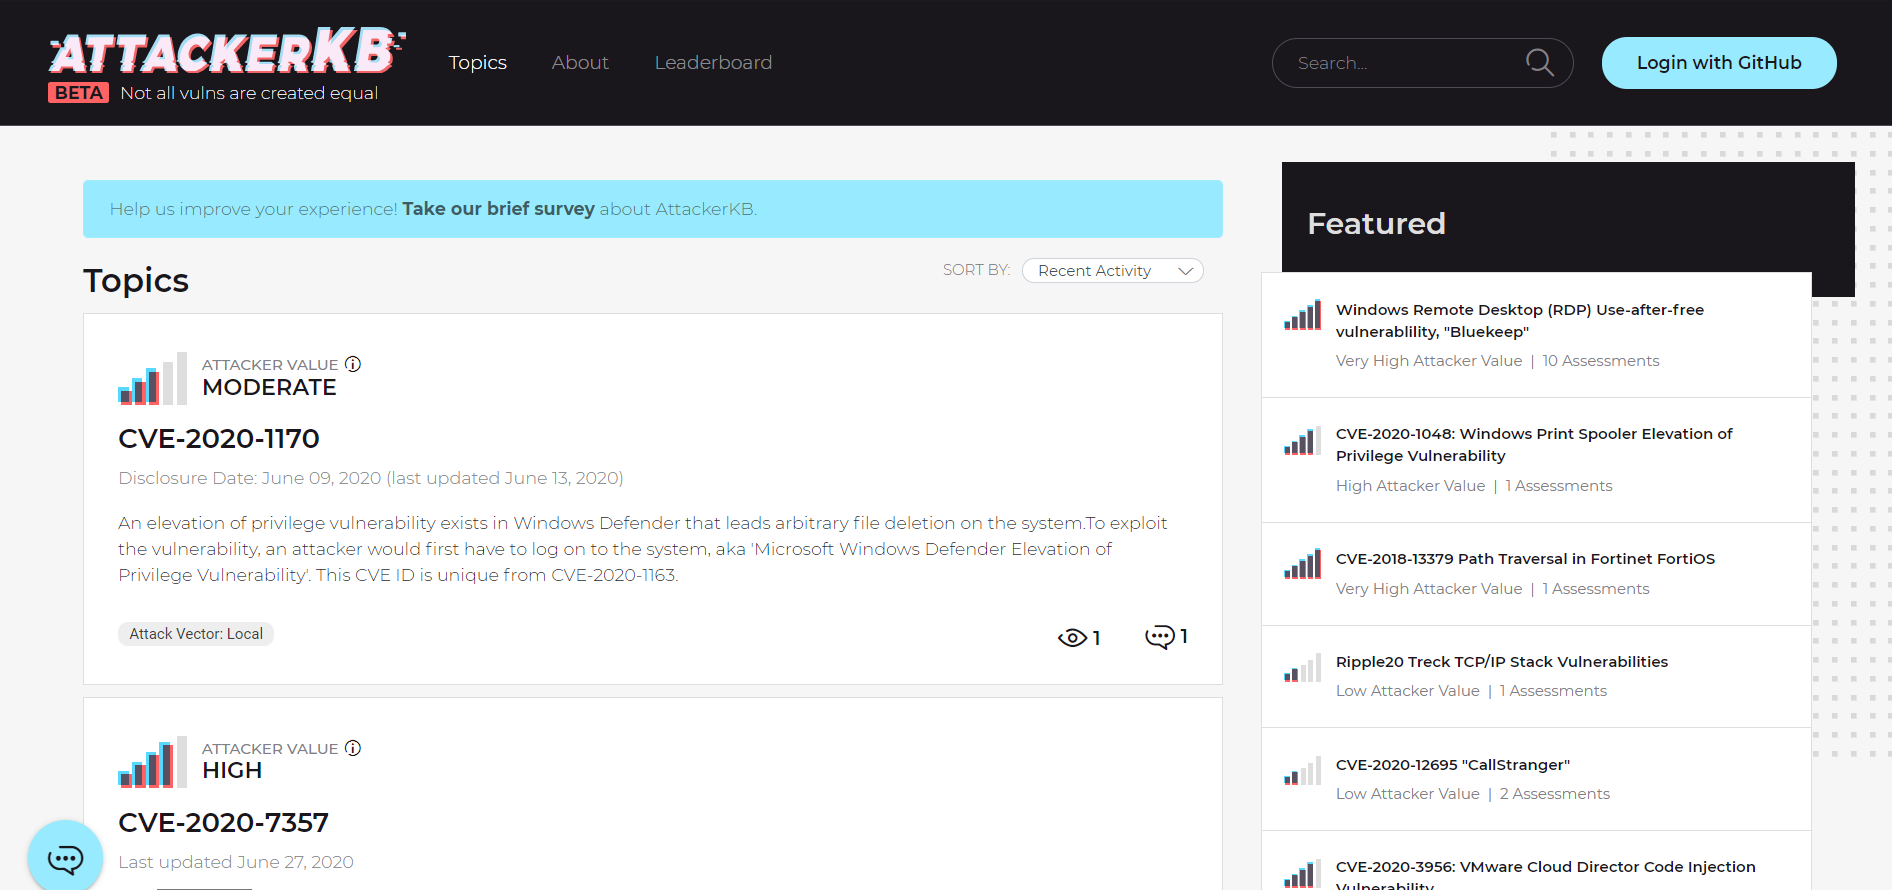 ATTACKERKB
BETA Not all vulns are created equal
Topics
About
Leaderboard
Search...
Login with GitHub
Help us improve your experience! Take our brief survey about AttackerKB.
Topics
SORT BY: Recent Activity
ATTACKER VALUE
MODERATE
CVE-2020-1170
Disclosure Date: June 09, 2020 (last updated June 13, 2020)
An elevation of privilege vulnerability exists in Windows Defender that leads arbitrary file deletion on the system.To exploit
the vulnerability, an attacker would first have to log on to the system, aka 'Microsoft Windows Defender Elevation of
Privilege Vulnerability'. This CVE ID is unique from CVE-2020-1163.
Attack Vector: Local
1
1
ATTACKER VALUE
HIGH
CVE-2020-7357
Last updated June 27, 2020
Featured
Windows Remote Desktop (RDP) Use-after-free
vulnerablility, "Bluekeep"
Very High Attacker Value | 10 Assessments
CVE-2020-1048: Windows Print Spooler Elevation of
Privilege Vulnerability
High Attacker Value | 1 Assessments
CVE-2018-13379 Path Traversal in Fortinet FortiOS
Very High Attacker Value | 1 Assessments
Ripple20 Treck TCP/IP Stack Vulnerabilities
Low Attacker Value | 1 Assessments
CVE-2020-12695 "CallStranger"
Low Attacker Value | 2 Assessments
CVE-2020-3956: VMware Cloud Director Code Injection
Vulnerability